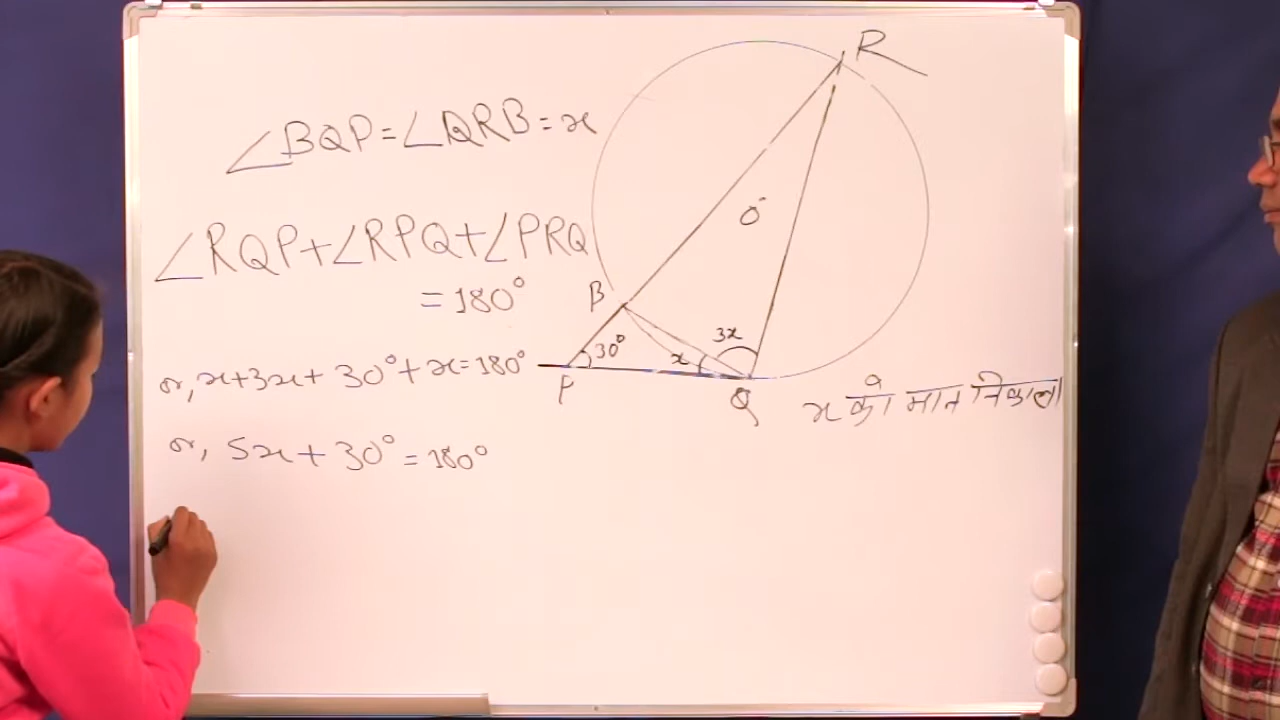 ∠BQP=∠QRB=x
∠RQP+∠RPQ+∠PRQ
=180°
or, x+3x+30°+x=180°
or, 5x+30°=180°
R
O
B
30°
x
3x
P
Q
x को मान निकाल